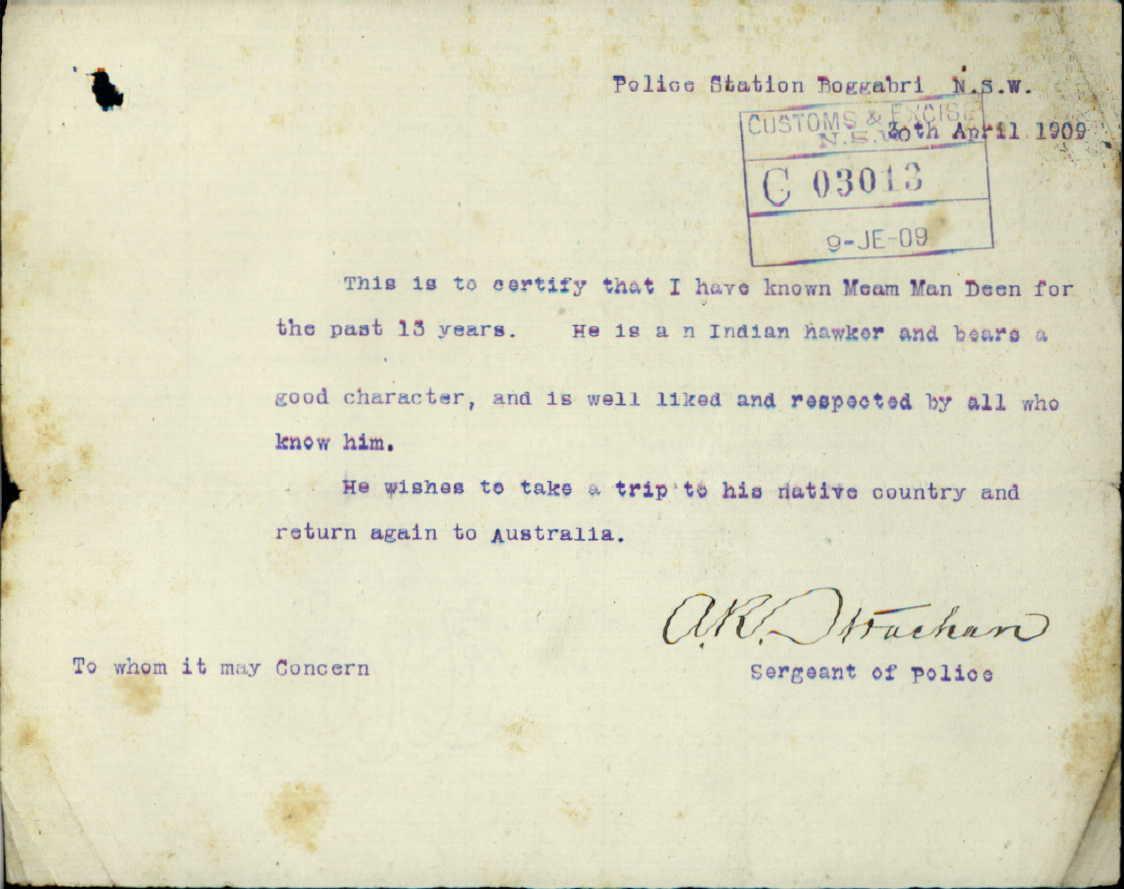 Police Station Boggabri N.S.W.
CUSTOMS & EXCISE
N.S.W.
30th April 1909
C 03013
9-JE-09
This is to certify that I have known Meam Man Deen for
the past 13 years. He is a n Indian hawker and bears a
good character, and is well liked and respected by all who
know him.
He wishes to take a trip to his native country and
return again to Australia.
A.R. Strachan
To whom it may Concern
Sergeant of Police